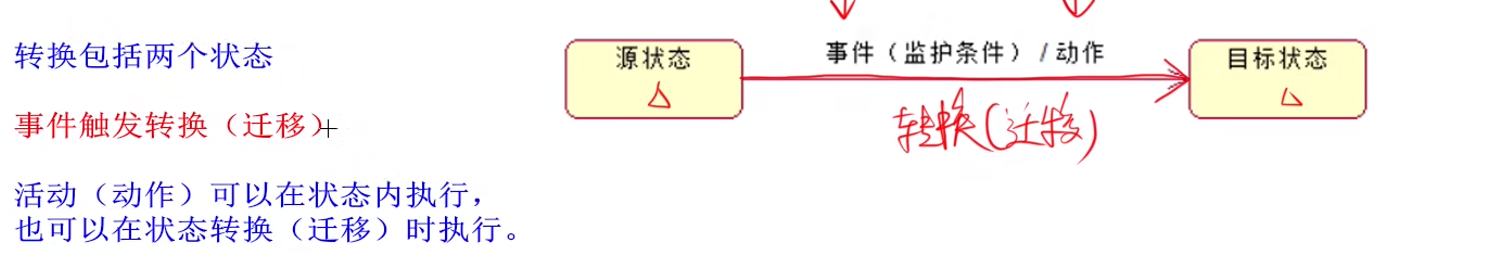 转换包括两个状态
事件触发转换（迁移）
活动（动作）可以在状态内执行，
也可以在状态转换（迁移）时执行。
源状态
事件（监护条件）/动作
目标状态
转换(迁移)